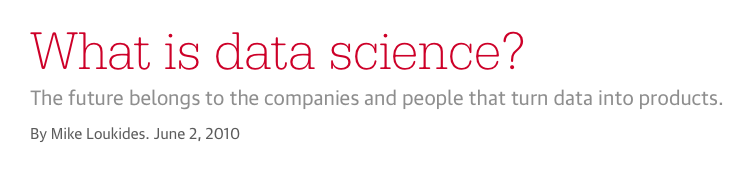 What is data science?
The future belongs to the companies and people that turn data into products.
By Mike Loukides. June 2, 2010